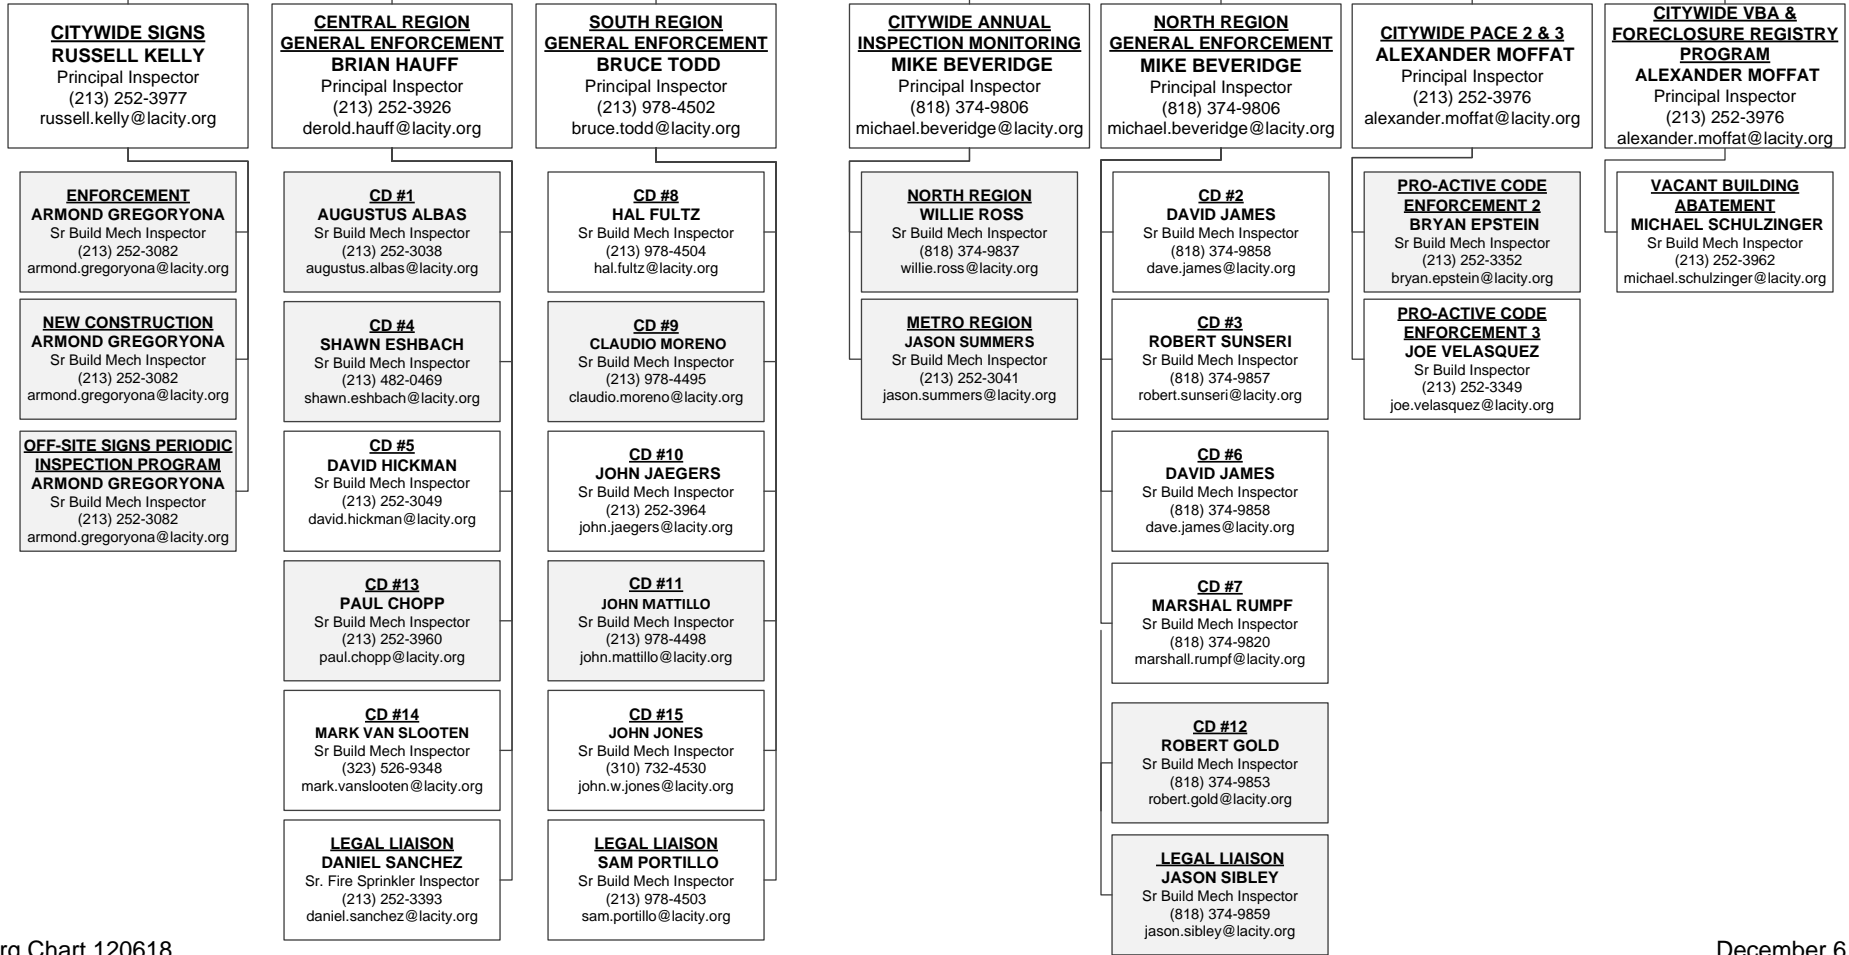 CITYWIDE SIGNS
RUSSELL KELLY
Principal Inspector
(213) 252-3977
russell.kelly@lacity.org
ENFORCEMENT
ARMOND GREGORYONA
Sr Build Mech Inspector
(213) 252-3082
armond.gregoryona@lacity.org
NEW CONSTRUCTION
ARMOND GREGORYONA
Sr Build Mech Inspector
(213) 252-3082
armond.gregoryona@lacity.org
OFF-SITE SIGNS PERIODIC
INSPECTION PROGRAM
ARMOND GREGORYONA
Sr Build Mech Inspector
(213) 252-3082
armond.gregoryona@lacity.org
CENTRAL REGION
GENERAL ENFORCEMENT
BRIAN HAUFF
Principal Inspector
(213) 252-3926
derold.hauff@lacity.org
CD #1
AUGUSTUS ALBAS
Sr Build Mech Inspector
(213) 252-3038
augustus.albas@lacity.org
CD #4
SHAWN ESHBACH
Sr Build Mech Inspector
(213) 482-0469
shawn.eshbach@lacity.org
CD #5
DAVID HICKMAN
Sr Build Mech Inspector
(213) 252-3049
david.hickman@lacity.org
CD #13
PAUL CHOPP
Sr Build Mech Inspector
(213) 252-3960
paul.chopp@lacity.org
CD #14
MARK VAN SLOOTEN
Sr Build Mech Inspector
(323) 526-9348
mark.vanslooten@lacity.org
LEGAL LIAISON
DANIEL SANCHEZ
Sr. Fire Sprinkler Inspector
(213) 252-3393
daniel.sanchez@lacity.org
SOUTH REGION
GENERAL ENFORCEMENT
BRUCE TODD
Principal Inspector
(213) 978-4502
bruce.todd@lacity.org
CD #8
HAL FULTZ
Sr Build Mech Inspector
(213) 978-4504
hal.fultz@lacity.org
CD #9
CLAUDIO MORENO
Sr Build Mech Inspector
(213) 978-4495
claudio.moreno@lacity.org
CD #10
JOHN JAEGERS
Sr Build Mech Inspector
(213) 252-3964
john.jaegers@lacity.org
CD #11
JOHN MATTILLO
Sr Build Mech Inspector
(213) 978-4498
john.mattillo@lacity.org
CD #15
JOHN JONES
Sr Build Mech Inspector
(310) 732-4530
john.w.jones@lacity.org
LEGAL LIAISON
SAM PORTILLO
Sr Build Mech Inspector
(213) 978-4503
sam.portillo@lacity.org
CITYWIDE ANNUAL
INSPECTION MONITORING
MIKE BEVERIDGE
Principal Inspector
(818) 374-9806
michael.beveridge@lacity.org
NORTH REGION
WILLIE ROSS
Sr Build Mech Inspector
(818) 374-9837
willie.ross@lacity.org
METRO REGION
JASON SUMMERS
Sr Build Mech Inspector
(213) 252-3041
jason.summers@lacity.org
NORTH REGION
GENERAL ENFORCEMENT
MIKE BEVERIDGE
Principal Inspector
(818) 374-9806
michael.beveridge@lacity.org
CD #2
DAVID JAMES
Sr Build Mech Inspector
(818) 374-9858
dave.james@lacity.org
CD #3
ROBERT SUNSERI
Sr Build Mech Inspector
(818) 374-9857
robert.sunseri@lacity.org
CD #6
DAVID JAMES
Sr Build Mech Inspector
(818) 374-9858
dave.james@lacity.org
CD #7
MARSHAL RUMPF
Sr Build Mech Inspector
(818) 374-9820
marshall.rumpf@lacity.org
CD #12
ROBERT GOLD
Sr Build Mech Inspector
(818) 374-9853
robert.gold@lacity.org
LEGAL LIAISON
JASON SIBLEY
Sr Build Mech Inspector
(818) 374-9859
jason.sibley@lacity.org
CITYWIDE PACE 2 & 3
ALEXANDER MOFFAT
Principal Inspector
(213) 252-3976
alexander.moffat@lacity.org
PRO-ACTIVE CODE
ENFORCEMENT 2
BRYAN EPSTEIN
Sr Build Mech Inspector
(213) 252-3352
bryan.epstein@lacity.org
PRO-ACTIVE CODE
ENFORCEMENT 3
JOE VELASQUEZ
Sr Build Inspector
(213) 252-3349
joe.velasquez@lacity.org
CITYWIDE VBA &
FORECLOSURE REGISTRY
PROGRAM
ALEXANDER MOFFAT
Principal Inspector
(213) 252-3976
alexander.moffat@lacity.org
VACANT BUILDING
ABATEMENT
MICHAEL SCHULZINGER
Sr Build Mech Inspector
(213) 252-3962
michael.schulzinger@lacity.org
rg Chart 120618
December 6